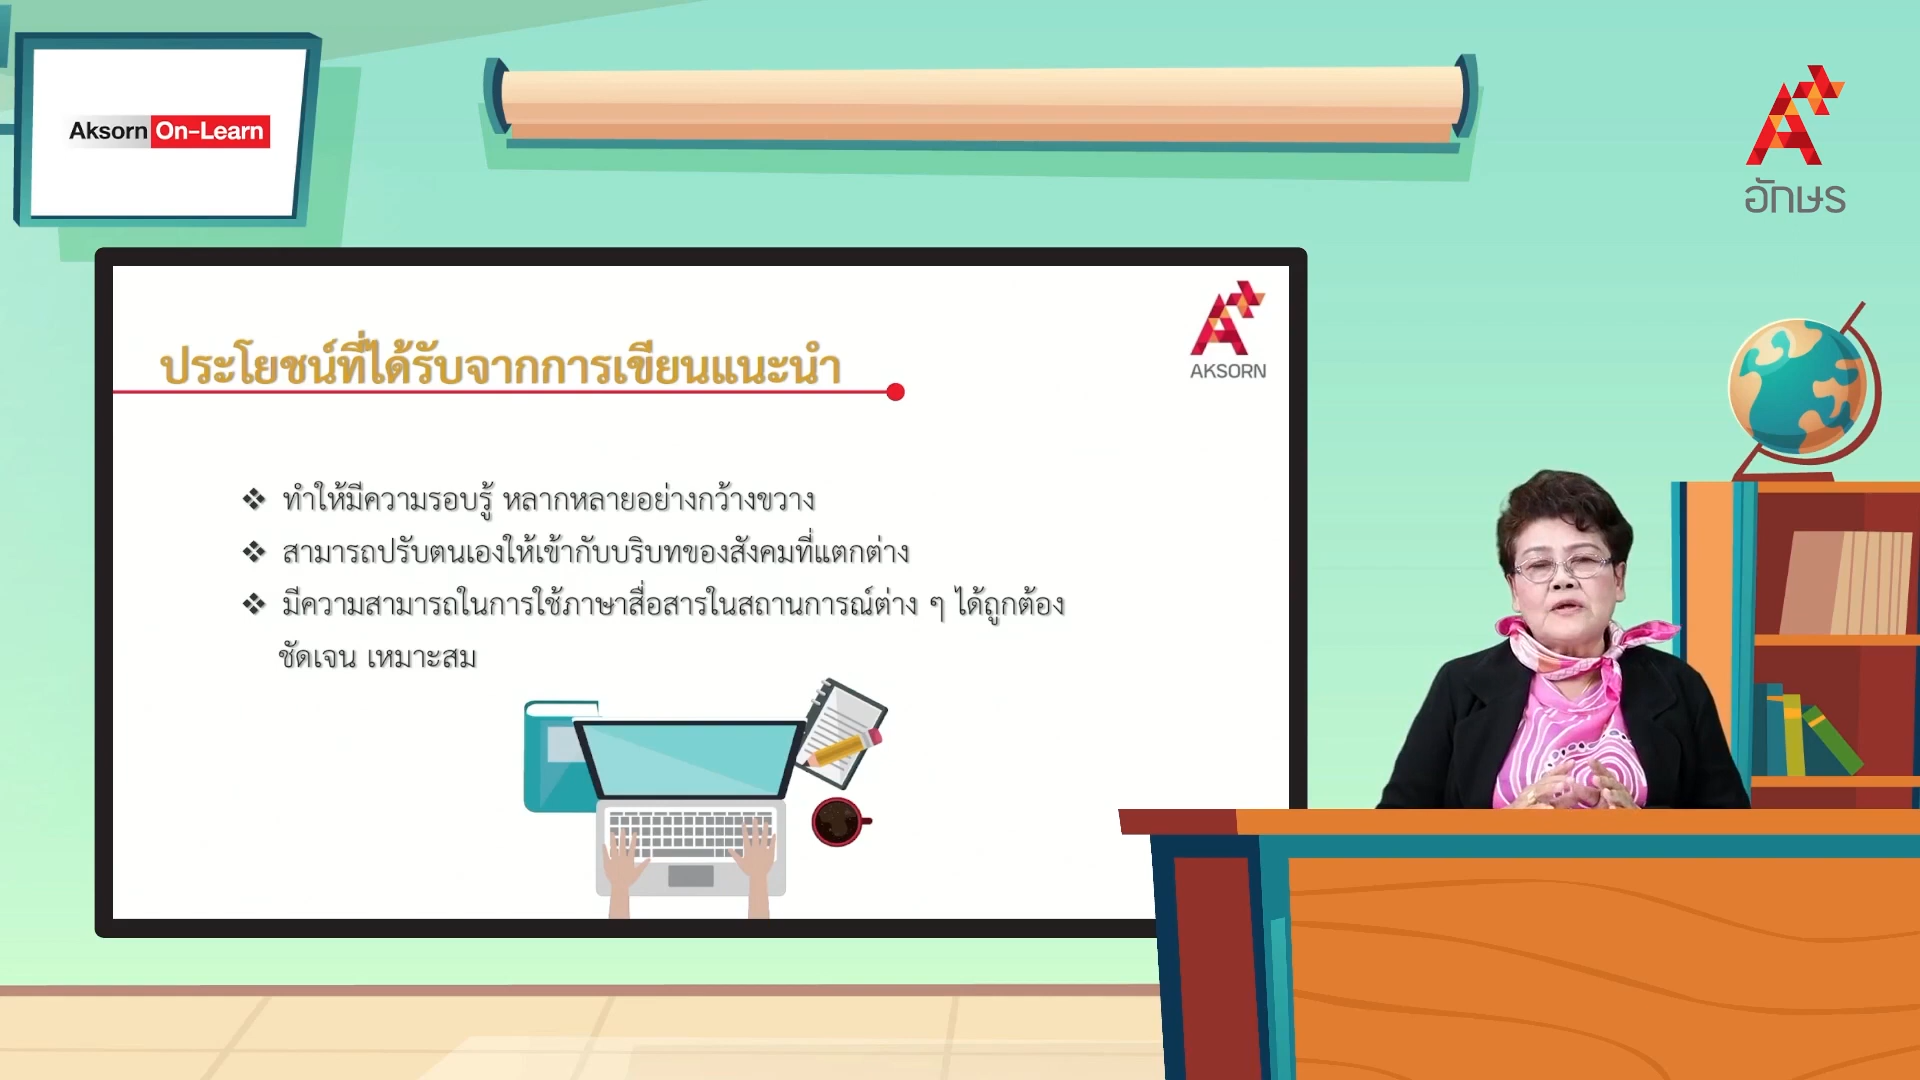 Aksorn On-Learn
อักษร
AKSORN
ประโยชน์ที่ได้รับจากการเขียนแนะนำ
❖ ทำให้มีความรอบรู้ หลากหลายอย่างกว้างขวาง
❖ สามารถปรับตนเองให้เข้ากับบริบทของสังคมที่แตกต่าง
❖ มีความสามารถในการใช้ภาษาสื่อสารในสถานการณ์ต่าง ๆ ได้ถูกต้อง
ชัดเจน เหมาะสม